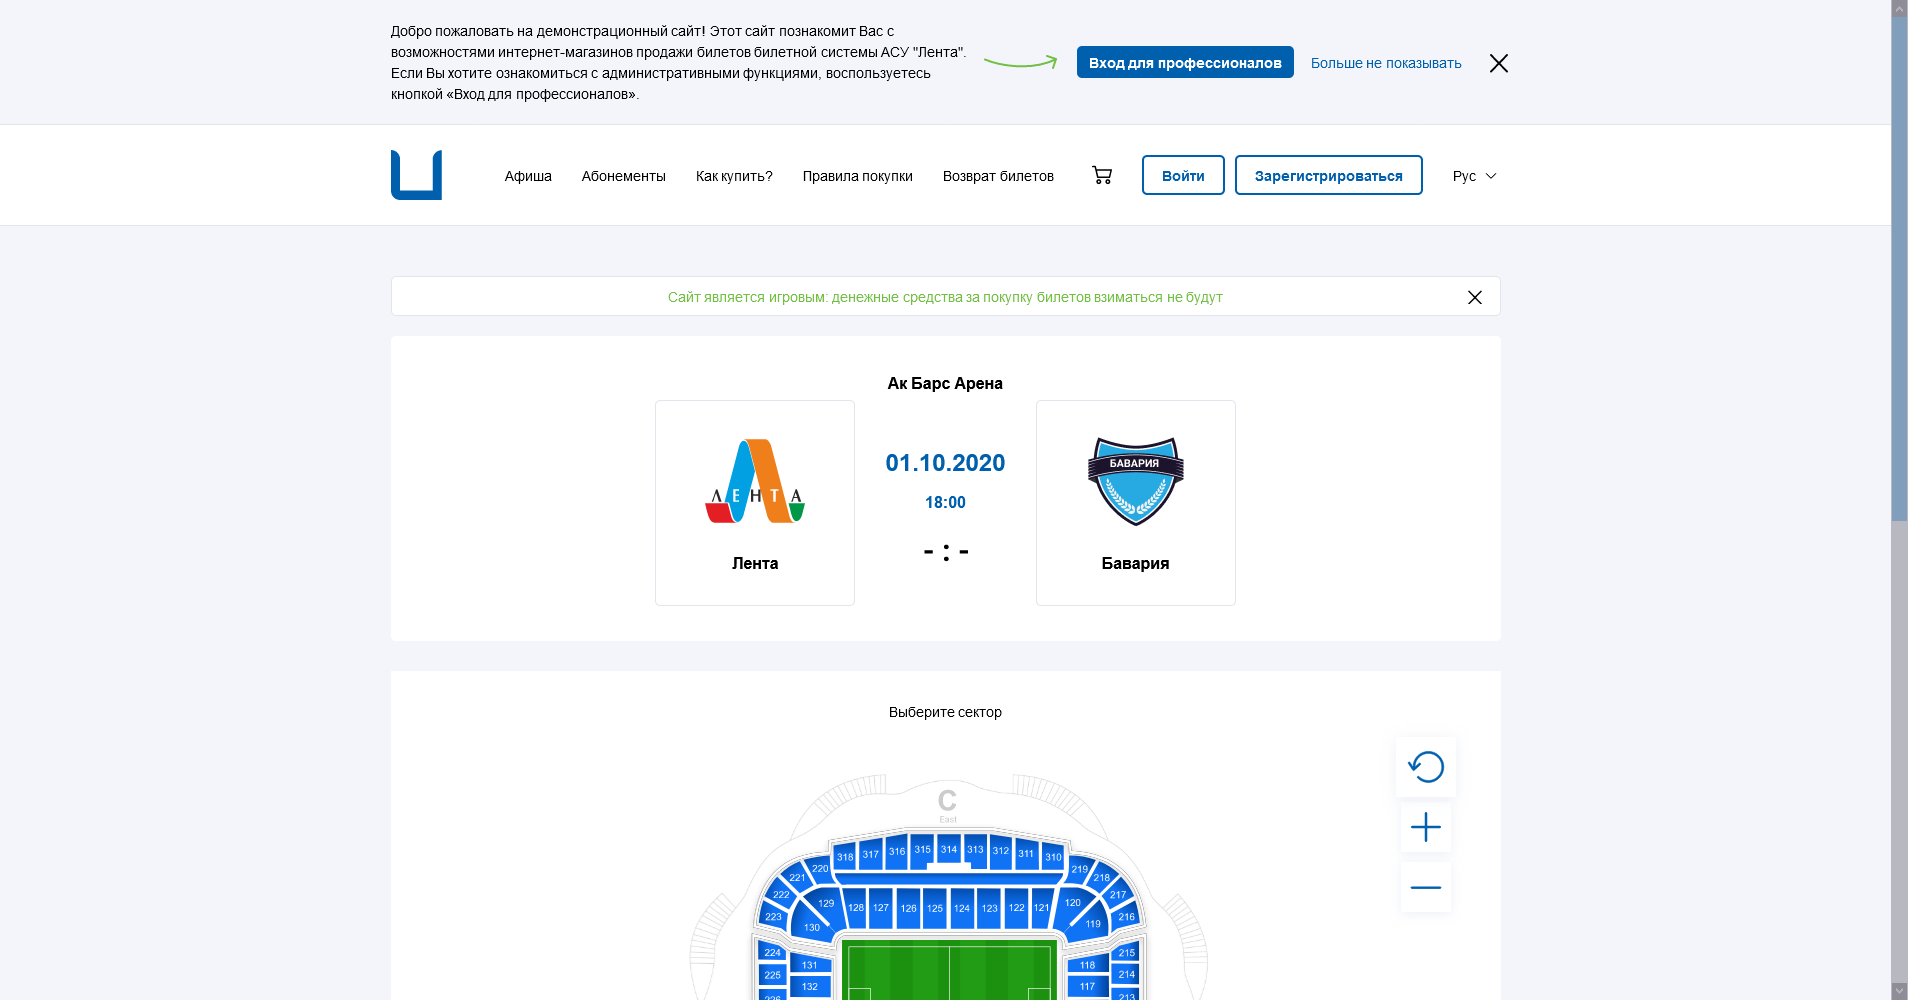 Добро пожаловать на демонстрационный сайт! Этот сайт познакомит Вас с
возможностями интернет-магазинов продажи билетов билетной системы АСУ "Лента".
Если Вы хотите ознакомиться с административными функциями, воспользуетесь
кнопкой «Вход для профессионалов».
Вход для профессионалов
Больше не показывать
Афиша
Абонементы
Как купить?
Правила покупки
Возврат билетов
Войти
Зарегистрироваться
Рус
Сайт является игровым: денежные средства за покупку билетов взиматься не будут
Ак Барс Арена
ЛЕНТА
Лента
01.10.2020
18:00
- : -
БАВАРИЯ
Бавария
Выберите сектор
C
East
318 317 316 315 314 313 312 311 310
220 219
221 218
222 217
223 216
129 128 127 126 125 124 123 122 121 120
130 119
224 215
131 118
225 214
132 117
226 213